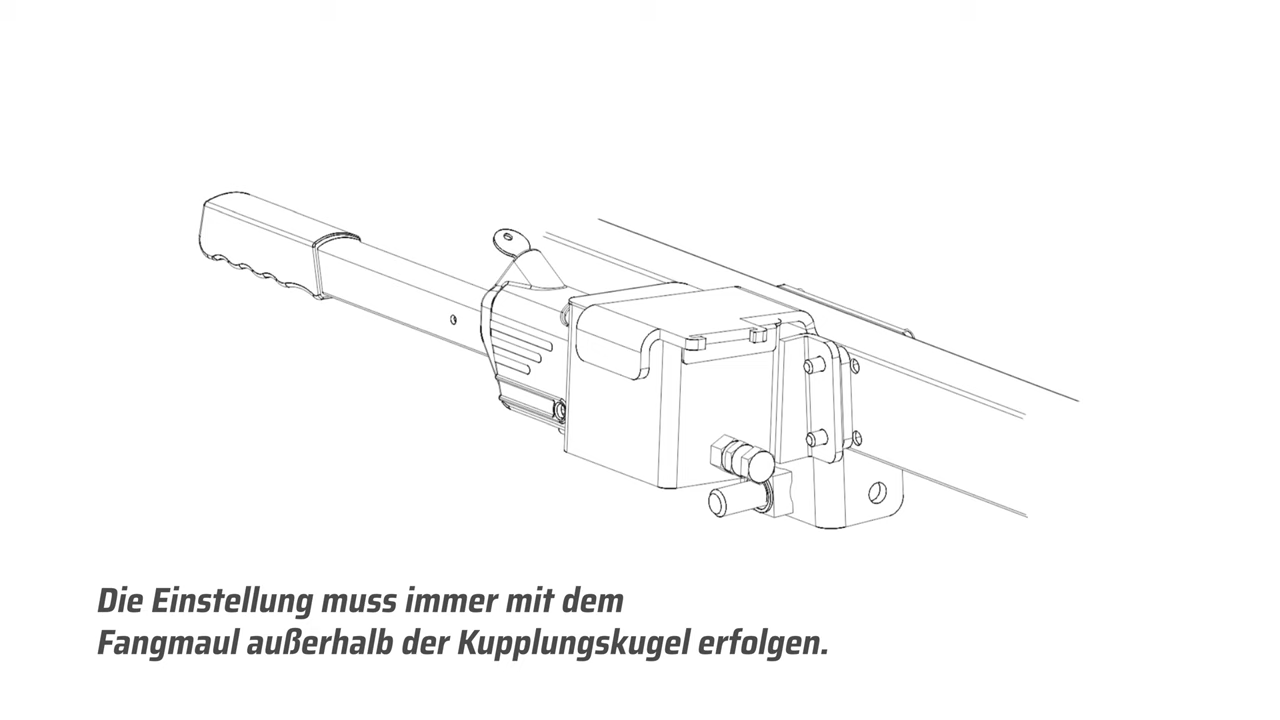 Die Einstellung muss immer mit dem
Fangmaul außerhalb der Kupplungskugel erfolgen.